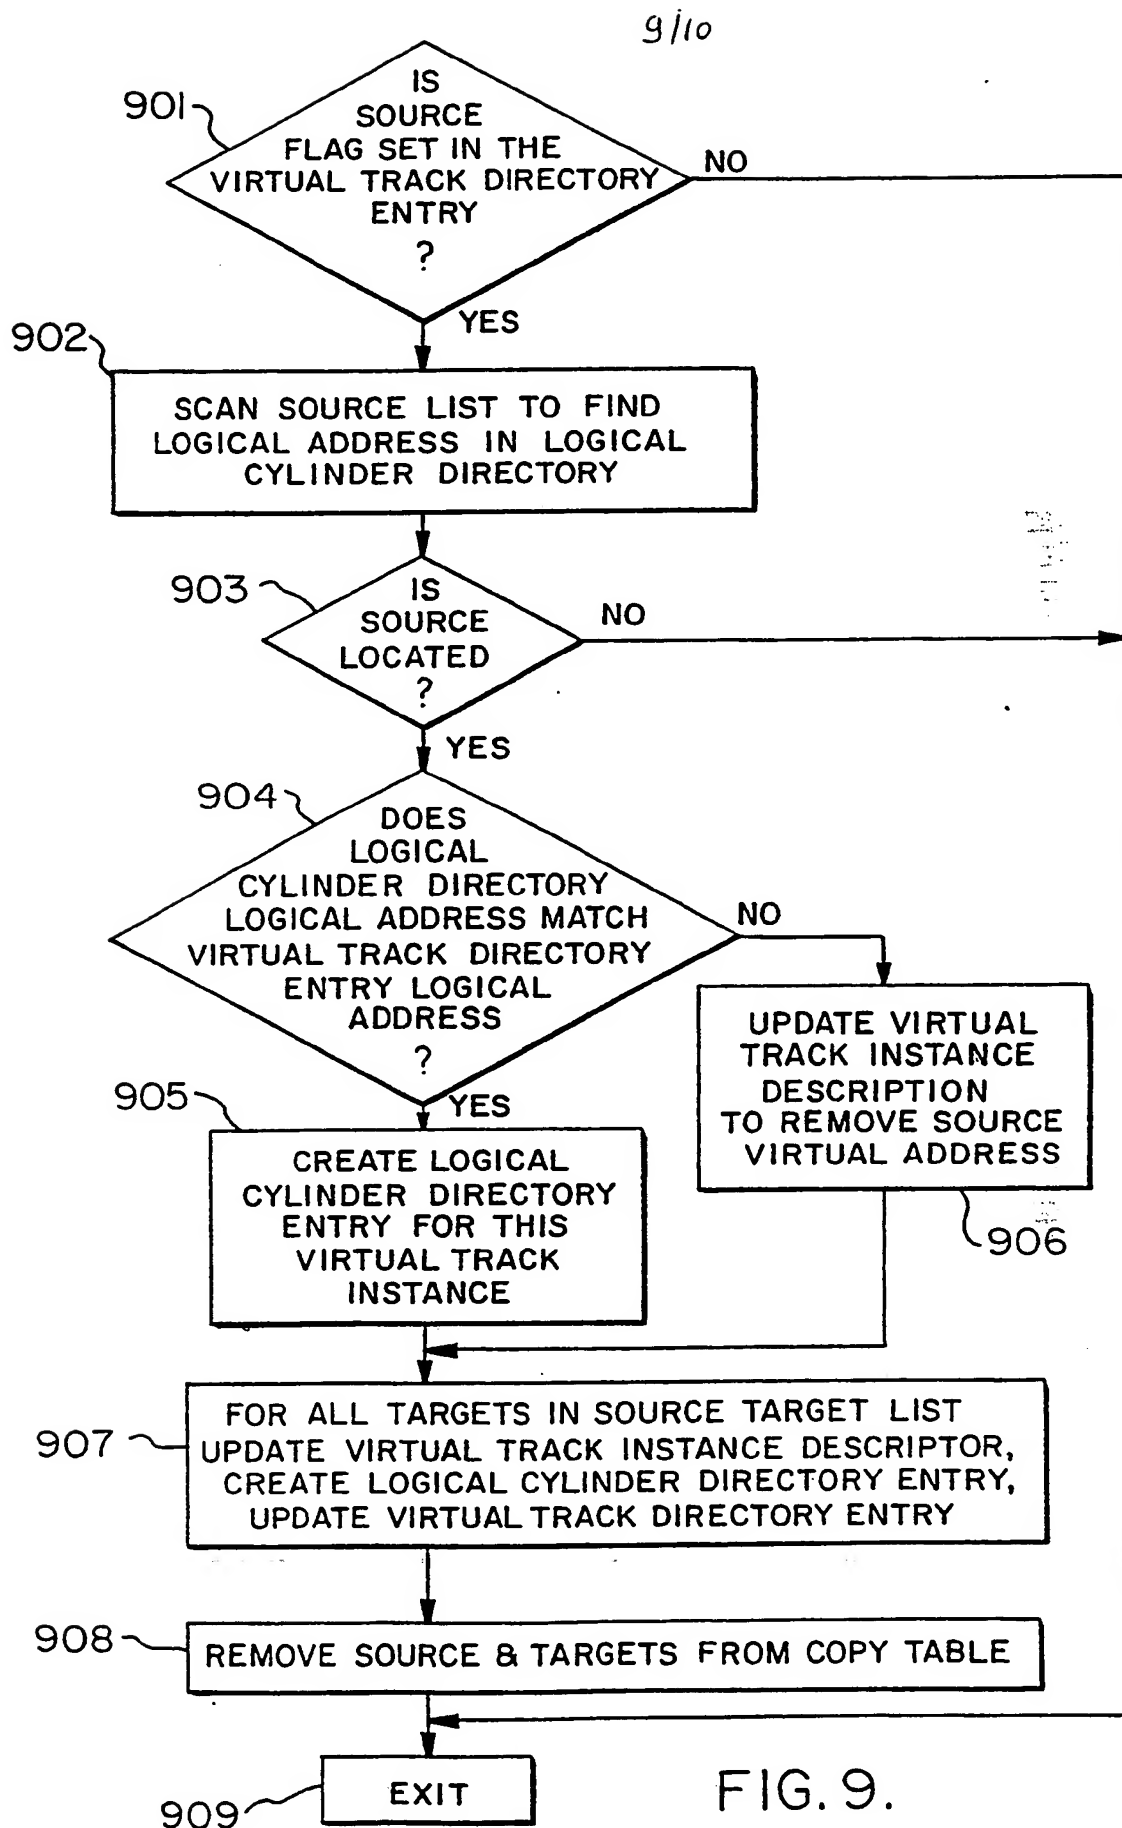 9/10
901
IS
SOURCE
FLAG SET IN THE
VIRTUAL TRACK DIRECTORY
ENTRY
?
NO
YES
902
SCAN SOURCE LIST TO FIND
LOGICAL ADDRESS IN LOGICAL
CYLINDER DIRECTORY
903
IS
SOURCE
LOCATED
?
NO
YES
904
DOES
LOGICAL
CYLINDER DIRECTORY
LOGICAL ADDRESS MATCH
VIRTUAL TRACK DIRECTORY
ENTRY LOGICAL
ADDRESS
?
NO
YES
905
CREATE LOGICAL
CYLINDER DIRECTORY
ENTRY FOR THIS
VIRTUAL TRACK
INSTANCE
UPDATE VIRTUAL
TRACK INSTANCE
DESCRIPTION
TO REMOVE SOURCE
VIRTUAL ADDRESS
906
907
FOR ALL TARGETS IN SOURCE TARGET LIST
UPDATE VIRTUAL TRACK INSTANCE DESCRIPTOR,
CREATE LOGICAL CYLINDER DIRECTORY ENTRY,
UPDATE VIRTUAL TRACK DIRECTORY ENTRY
908
REMOVE SOURCE & TARGETS FROM COPY TABLE
909
EXIT
FIG. 9.